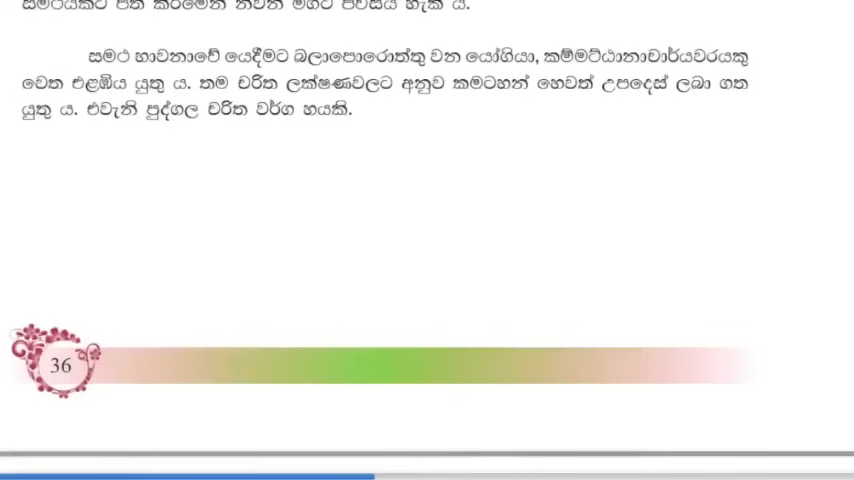 සමථයකට පත් කිරීමෙන් නිවන් මගට පිවිසිය හැකි ය.
සමථ භාවනාවේ යෙදීමට බලාපොරොත්තු වන යෝගියා, කම්මට්ඨානාචාර්යවරයකු
වෙත එළඹිය යුතු ය. තම චරිත ලක්ෂණවලට අනුව කමටහන් හෙවත් උපදෙස් ලබා ගත
යුතු ය. එවැනි පුද්ගල චරිත වර්ග හයකි.
36